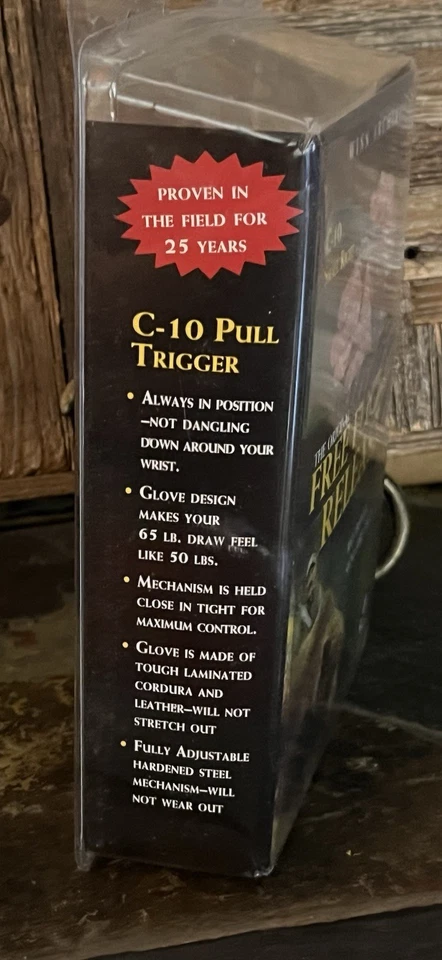 PROVEN IN
THE FIELD FOR
25 YEARS
C-10 PULL
TRIGGER
• ALWAYS IN POSITION
–NOT DANGLING
DOWN AROUND YOUR
WRIST.
• GLOVE DESIGN
MAKES YOUR
65 LB. DRAW FEEL
LIKE 50 LBS.
• MECHANISM IS HELD
CLOSE IN TIGHT FOR
MAXIMUM CONTROL.
• GLOVE IS MADE OF
TOUGH LAMINATED
CORDURA AND
LEATHER–WILL NOT
STRETCH OUT
• FULLY ADJUSTABLE
HARDENED STEEL
MECHANISM–WILL
NOT WEAR OUT
C-10
THE ORIGINAL